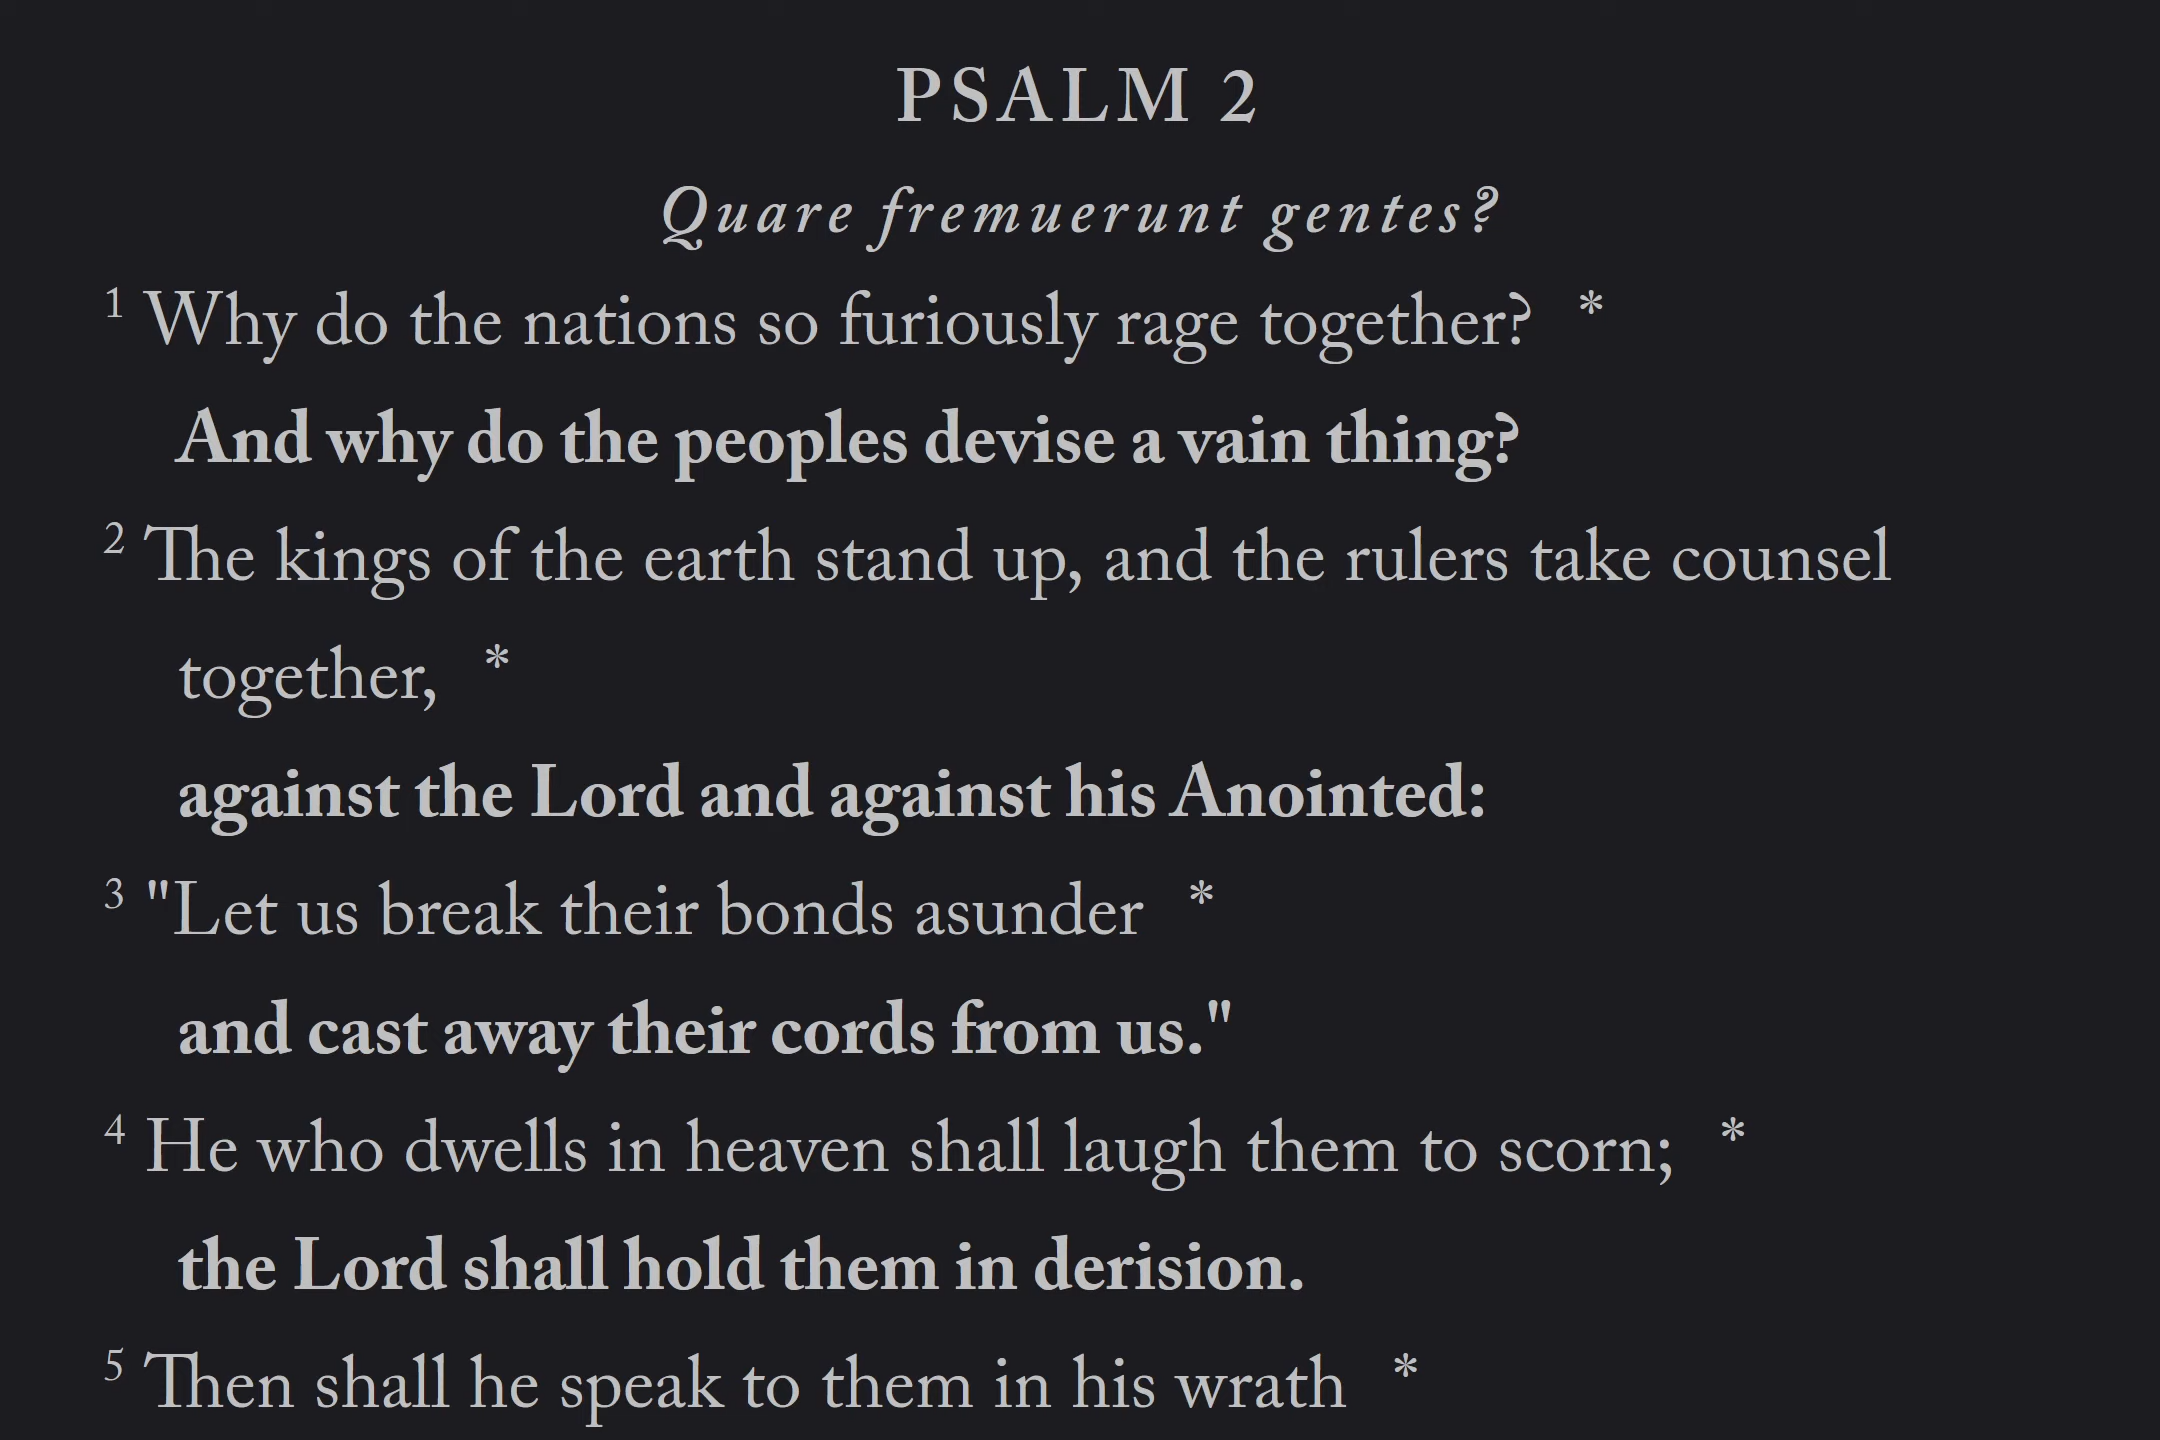 PSALM 2
Quare fremuerunt gentes?
1 Why do the nations so furiously rage together? *
And why do the peoples devise a vain thing?
2 The kings of the earth stand up, and the rulers take counsel
together, *
against the Lord and against his Anointed:
3 "Let us break their bonds asunder *
and cast away their cords from us."
4 He who dwells in heaven shall laugh them to scorn; *
the Lord shall hold them in derision.
5 Then shall he speak to them in his wrath *